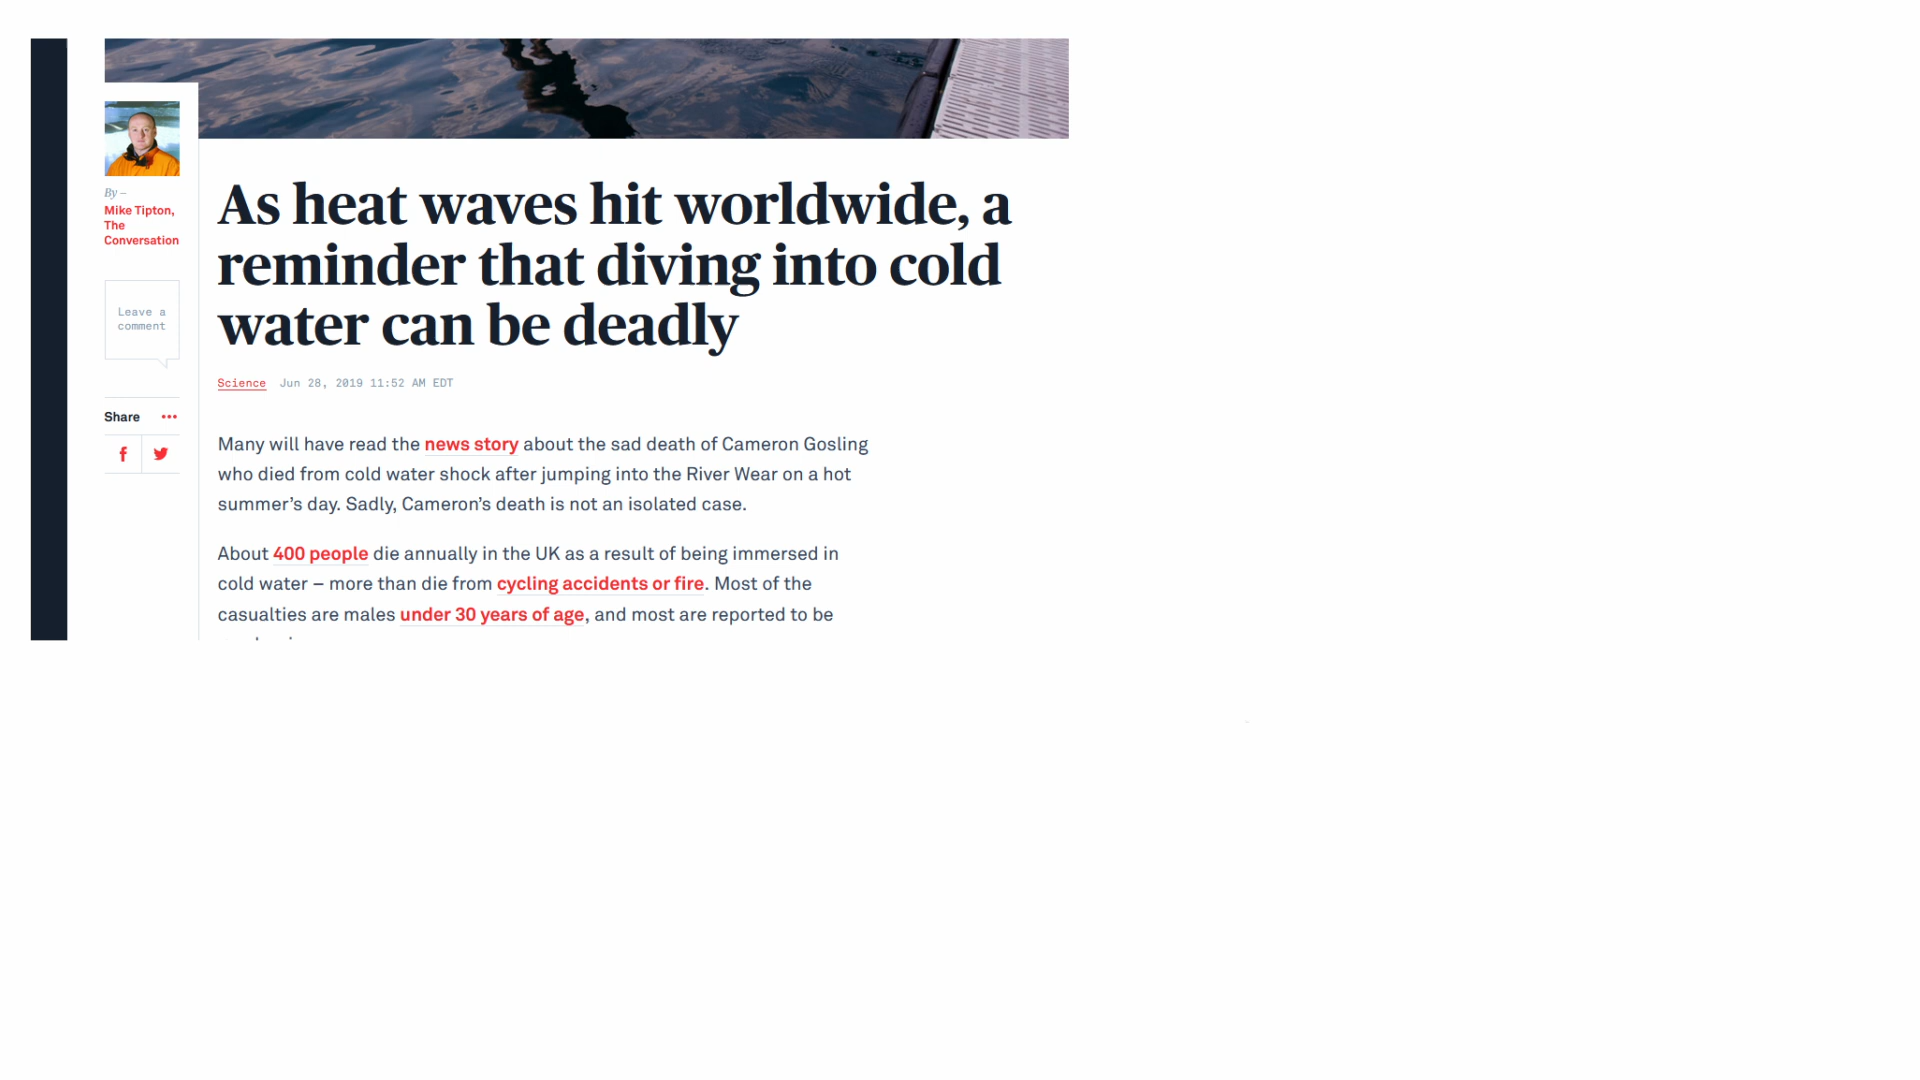 By –
Mike Tipton,
The
Conversation
Leave a
comment
Share
As heat waves hit worldwide, a
reminder that diving into cold
water can be deadly
Science Jun 28, 2019 11:52 AM EDT
Many will have read the news story about the sad death of Cameron Gosling
who died from cold water shock after jumping into the River Wear on a hot
summer’s day. Sadly, Cameron’s death is not an isolated case.
About 400 people die annually in the UK as a result of being immersed in
cold water – more than die from cycling accidents or fire. Most of the
casualties are males under 30 years of age, and most are reported to be